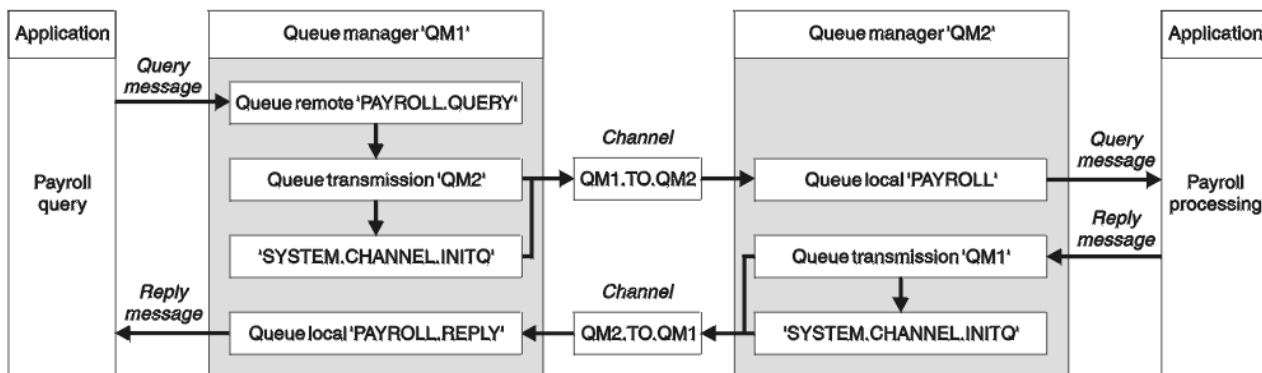 Application
Queue manager 'QM1'
Queue manager 'QM2'
Application
Query
message
Queue remote 'PAYROLL.QUERY'
Channel
Query
message
Payroll
query
Queue transmission 'QM2'
QM1.TO.QM2
Queue local 'PAYROLL'
Payroll
processing
Reply
message
'SYSTEM.CHANNEL.INITQ'
Queue transmission 'QM1'
Reply
message
Channel
Queue local 'PAYROLL.REPLY'
QM2.TO.QM1
'SYSTEM.CHANNEL.INITQ'